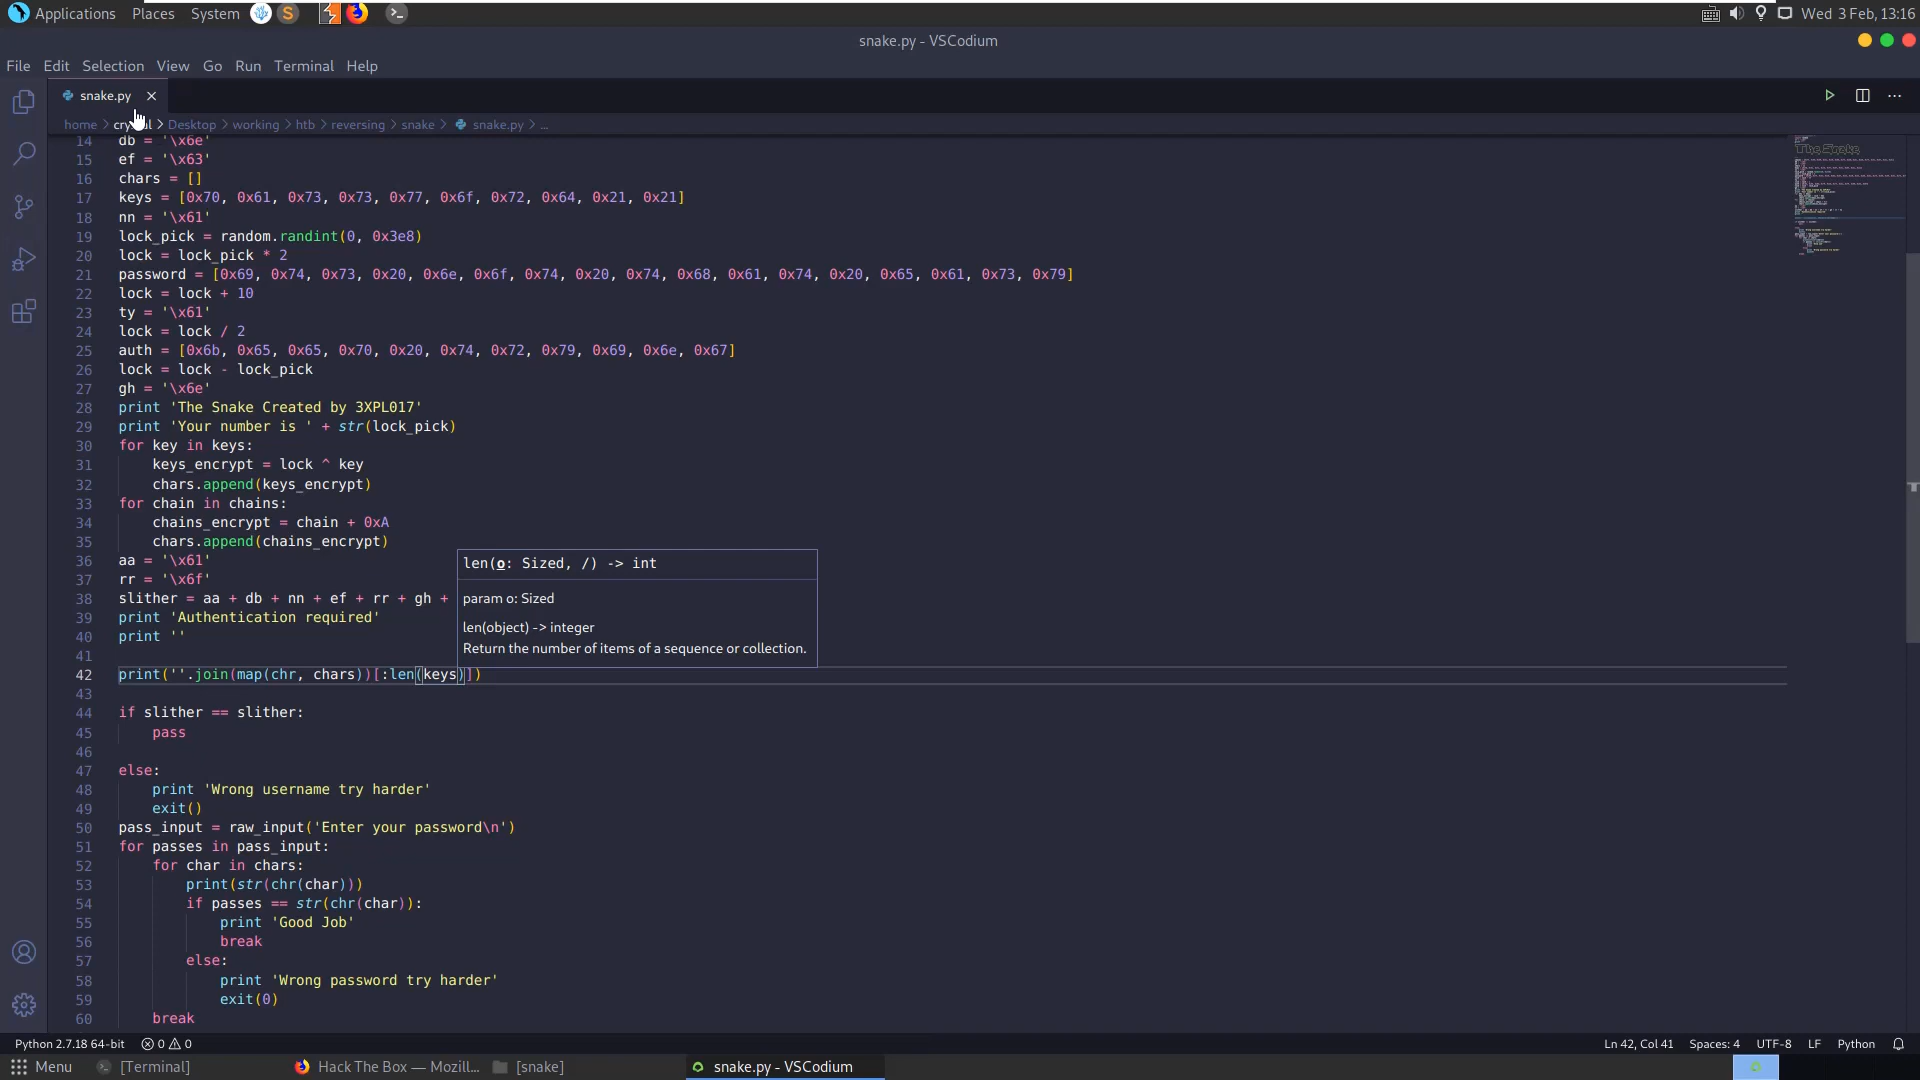 Applications Places System S Wed 3 Feb, 13:16
snake.py - VSCodium
File Edit Selection View Go Run Terminal Help
snake.py
home > > Desktop > working > htb > reversing > snake > snake.py > ...
14 db = '\x6e'
15 ef = '\x63'
16 chars = []
17 keys = [0x70, 0x61, 0x73, 0x73, 0x77, 0x6f, 0x72, 0x64, 0x21, 0x21]
18 nn = '\x61'
19 lock_pick = random.randint(0, 0x3e8)
20 lock = lock_pick * 2
21 password = [0x69, 0x74, 0x73, 0x20, 0x6e, 0x6f, 0x74, 0x20, 0x74, 0x68, 0x61, 0x74, 0x20, 0x65, 0x61, 0x73, 0x79]
22 lock = lock + 10
23 ty = '\x61'
24 lock = lock / 2
25 auth = [0x6b, 0x65, 0x65, 0x70, 0x20, 0x74, 0x72, 0x79, 0x69, 0x6e, 0x67]
26 lock = lock - lock_pick
27 gh = '\x6e'
28 print 'The Snake Created by 3XPL017'
29 print 'Your number is ' + str(lock_pick)
30 for key in keys:
31 keys_encrypt = lock ^ key
32 chars.append(keys_encrypt)
33 for chain in chains:
34 chains_encrypt = chain + 0xA
35 chars.append(chains_encrypt)
36 aa = '\x61'
37 rr = '\x6f'
38 slither = aa + db + nn + ef + rr + gh +
39 print 'Authentication required'
40 print ''
len(o: Sized, /) -> int
param o: Sized
len(object) -> integer
Return the number of items of a sequence or collection.
41
42 print(''.join(map(chr, chars))[:len(keys)])
43
44 if slither == slither:
45 pass
46
47 else:
48 print 'Wrong username try harder'
49 exit()
50 pass_input = raw_input('Enter your password\n')
51 for passes in pass_input:
52 for char in chars:
53 print(str(chr(char)))
54 if passes == str(chr(char)):
55 print 'Good Job'
56 break
57 else:
58 print 'Wrong password try harder'
59 exit(0)
60 break
Python 2.7.18 64-bit 0 0 Ln 42, Col 41 Spaces: 4 UTF-8 LF Python
Menu [Terminal] Hack The Box — Mozill... [snake] snake.py - VSCodium